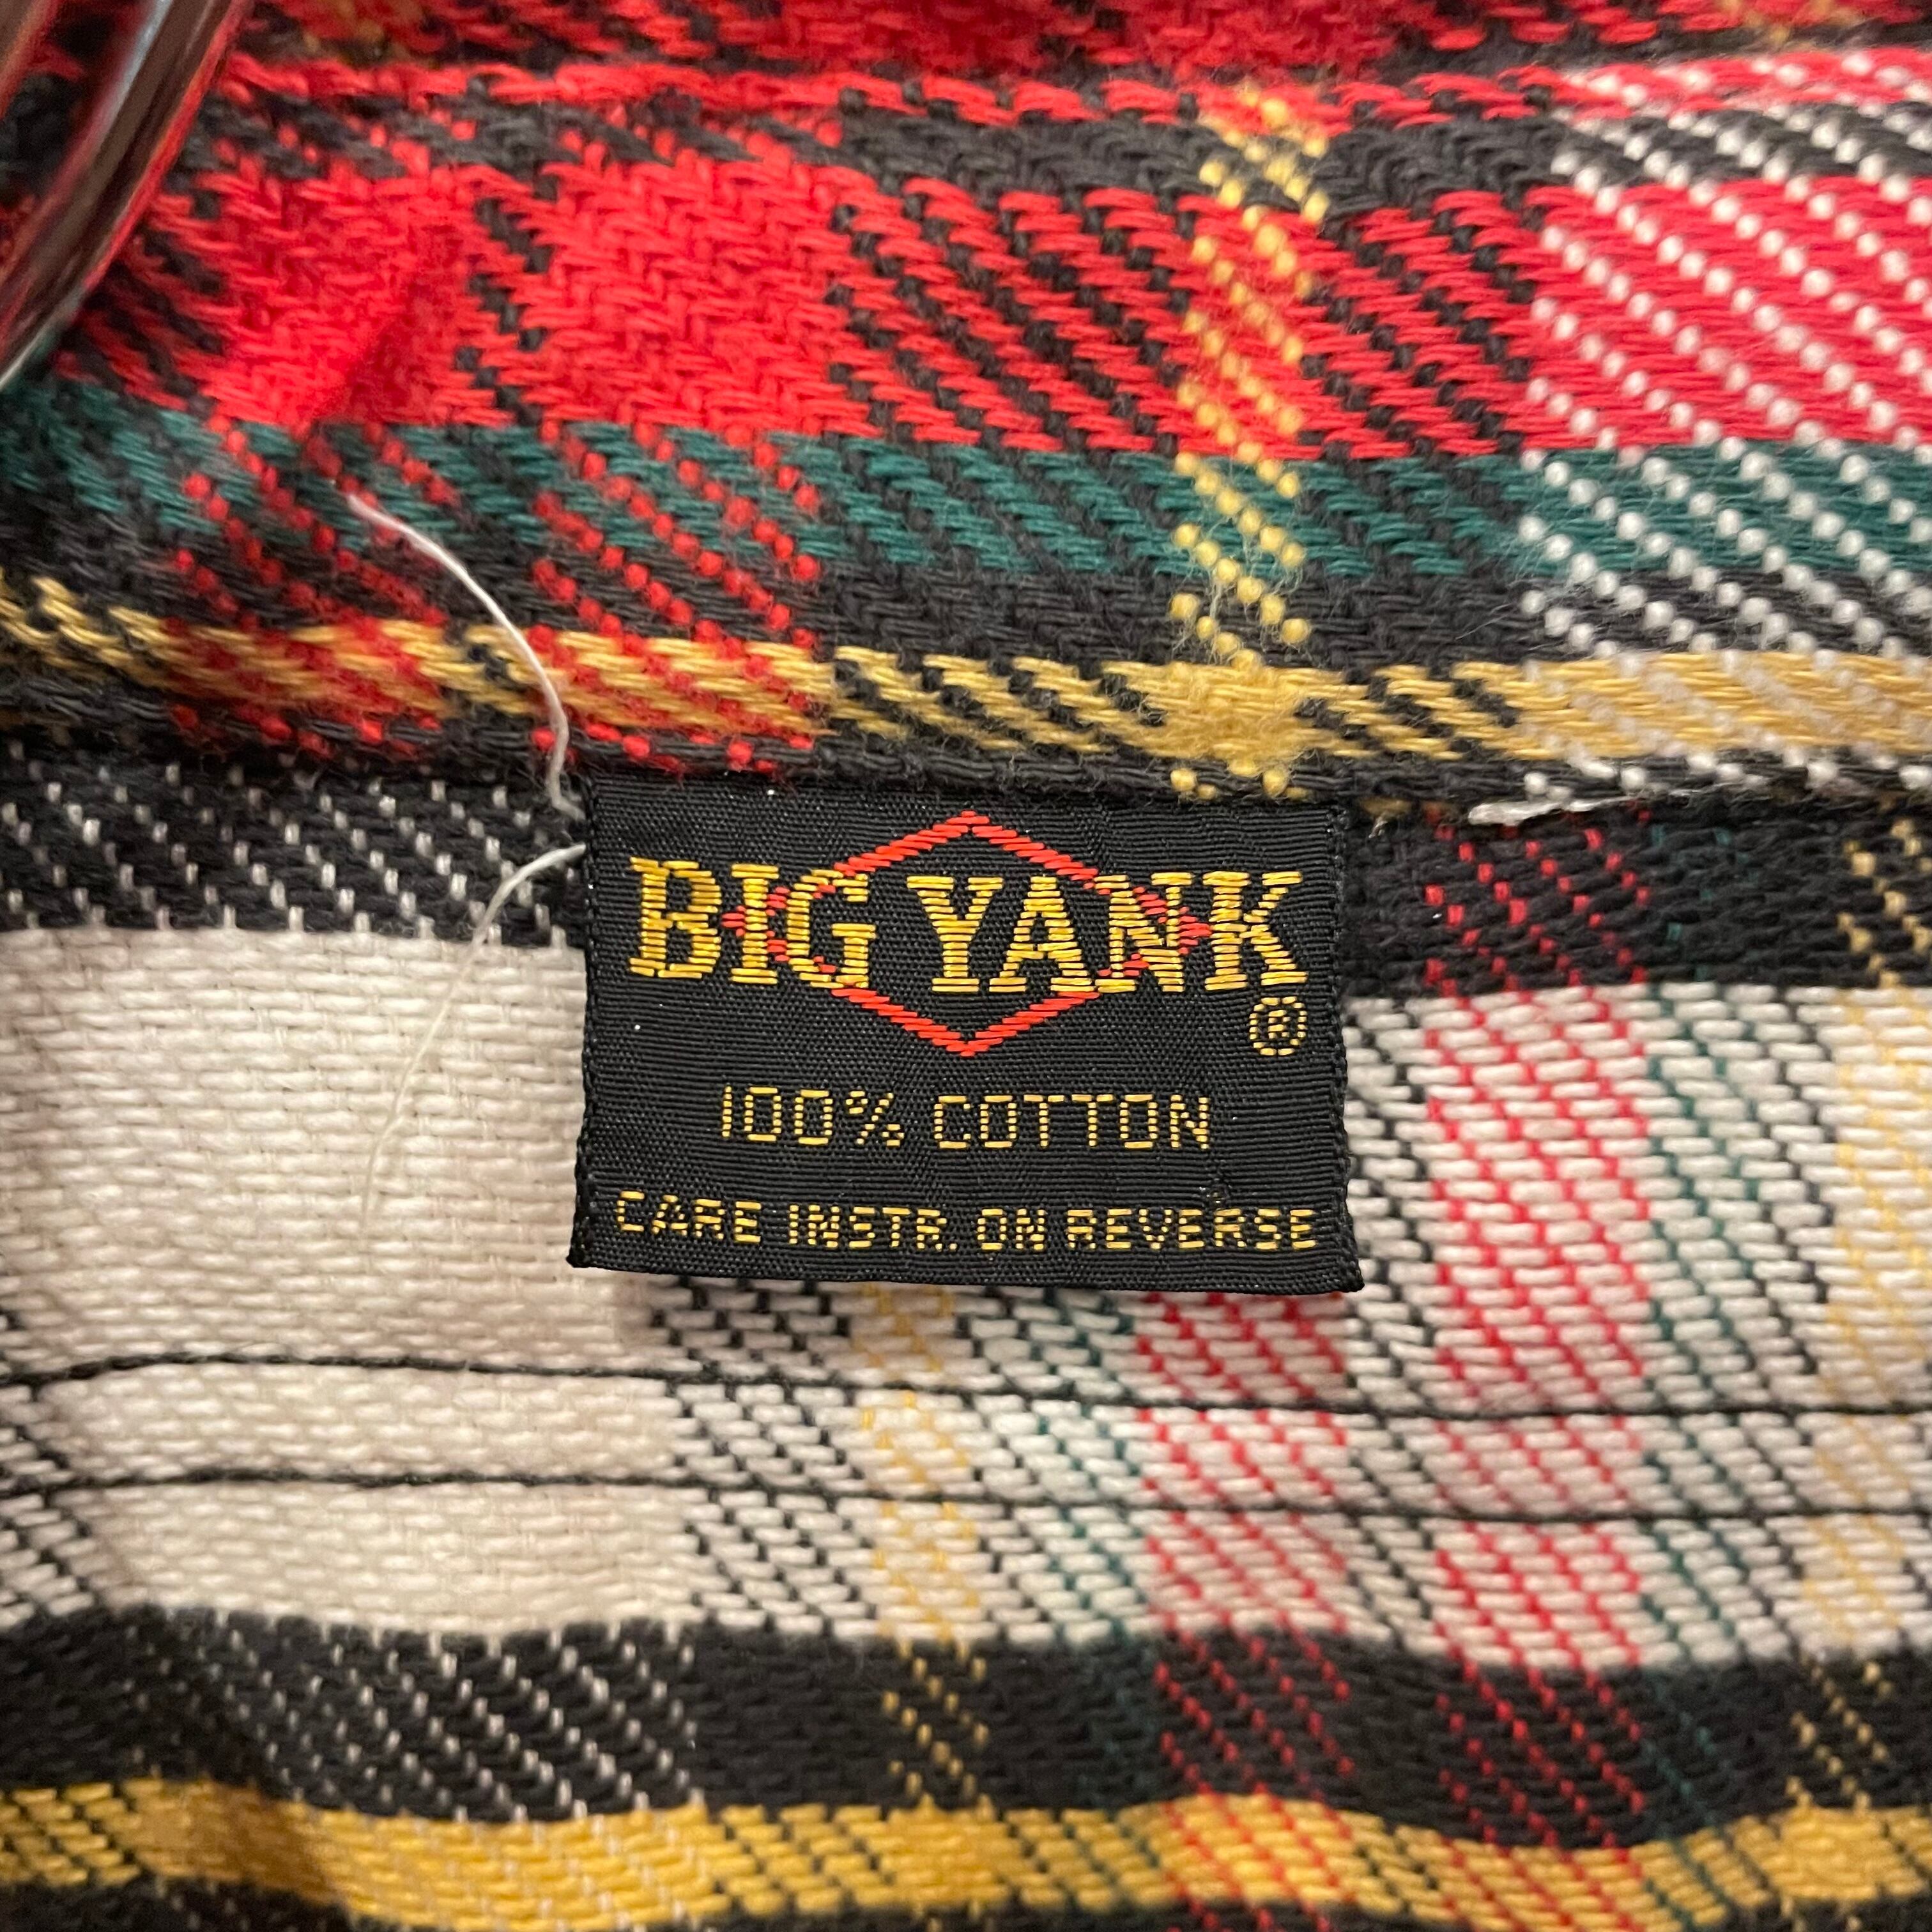 BIG YANK
®
100% COTTON
CARE INSTR. ON REVERSE